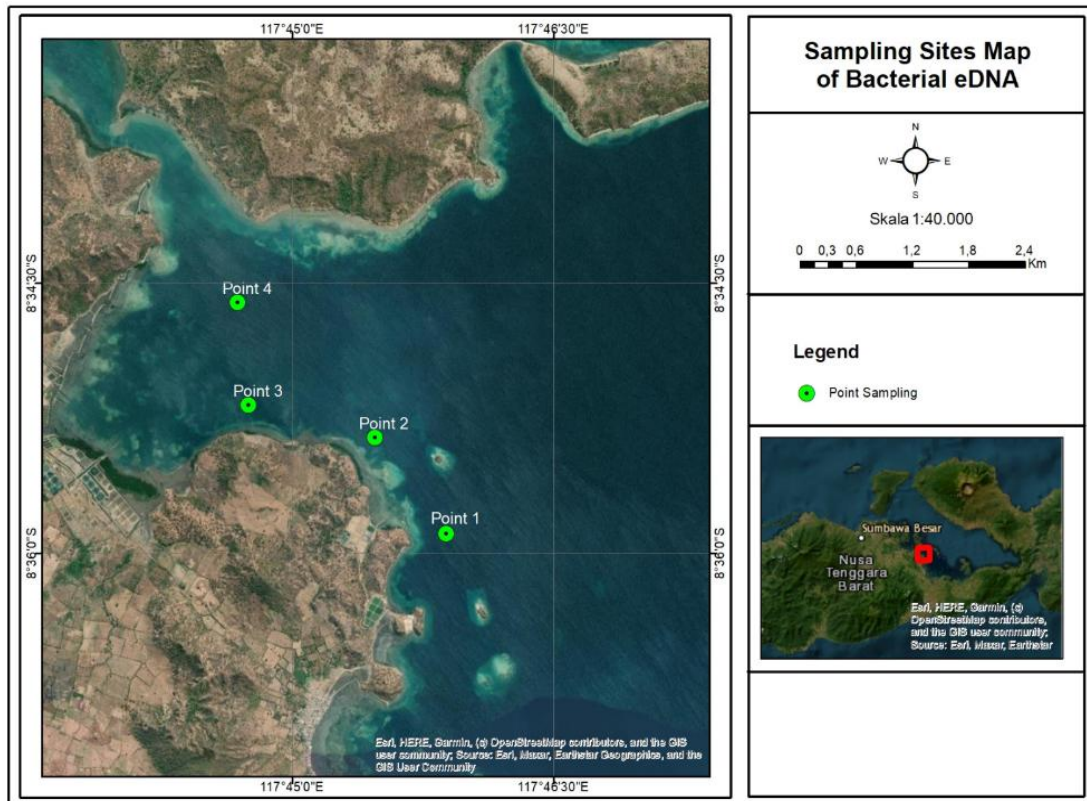 117°45'0"E 117°46'30"E
8°34'30"S 8°34'30"S
Point 4
Point 3
Point 2
Point 1
8°36'0"S 8°36'0"S
Esri, HERE, Garmin, (c) OpenStreetMap contributors, and the GIS
user community; Source: Esri, Maxar, Earthstar Geographics, and the
GIS User Community
117°45'0"E 117°46'30"E
Sampling Sites Map
of Bacterial eDNA
N
W E
S
Skala 1:40.000
0 0,3 0,6 1,2 1,8 2,4
Km
Legend
Point Sampling
Sumbawa Besar
Nusa
Tenggara
Barat
Esri, HERE, Garmin, (c)
OpenStreetMap contributors,
and the GIS user community;
Source: Esri, Maxar, Earthstar